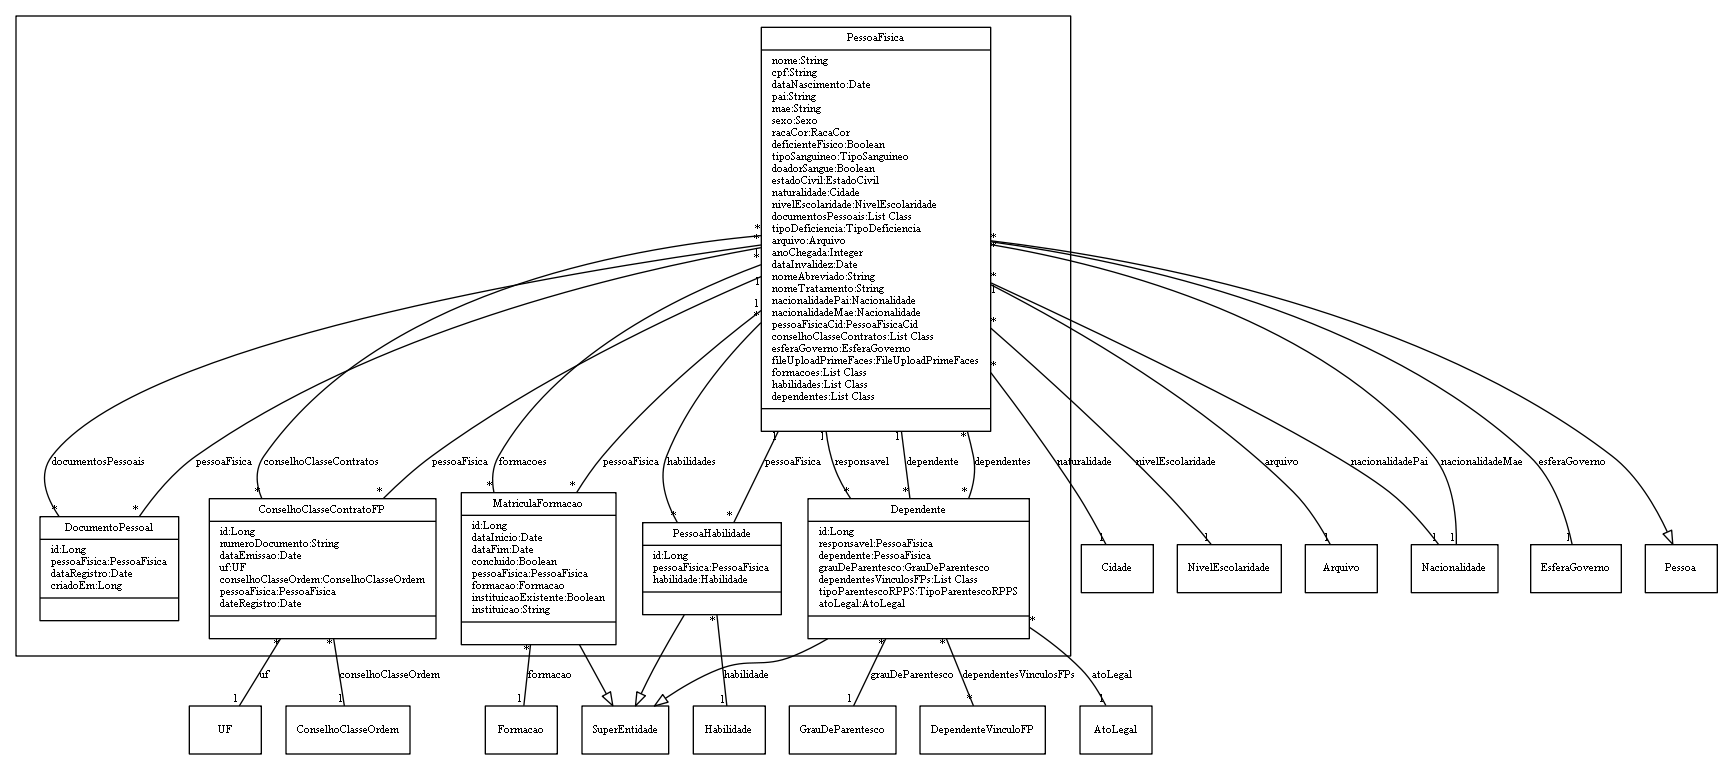 PessoaFisica
nome:String
cpf:String
dataNascimento:Date
pai:String
mae:String
sexo:Sexo
racaCor:RacaCor
deficienteFisico:Boolean
tipoSanguineo:TipoSanguineo
doadorSangue:Boolean
estadoCivil:EstadoCivil
naturalidade:Cidade
nivelEscolaridade:NivelEscolaridade
documentosPessoais:List Class
tipoDeficiencia:TipoDeficiencia
arquivo:Arquivo
anoChegada:Integer
dataInvalidez:Date
nomeAbreviado:String
nomeTratamento:String
nacionalidadePai:Nacionalidade
nacionalidadeMae:Nacionalidade
pessoaFisicaCid:PessoaFisicaCid
conselhoClasseContratos:List Class
esferaGoverno:EsferaGoverno
fileUploadPrimeFaces:FileUploadPrimeFaces
formacoes:List Class
habilidades:List Class
dependentes:List Class
documentosPessoais
pessoaFisica
conselhoClasseContratos
pessoaFisica
formacoes
pessoaFisica
habilidades
pessoaFisica
responsavel
dependente
dependentes
naturalidade
nivelEscolaridade
arquivo
nacionalidadePai
nacionalidadeMae
esferaGoverno
DocumentoPessoal
id:Long
pessoaFisica:PessoaFisica
dataRegistro:Date
criadoEm:Long
ConselhoClasseContratoFP
id:Long
numeroDocumento:String
dataEmissao:Date
uf:UF
conselhoClasseOrdem:ConselhoClasseOrdem
pessoaFisica:PessoaFisica
dateRegistro:Date
MatriculaFormacao
id:Long
dataInicio:Date
dataFim:Date
concluido:Boolean
pessoaFisica:PessoaFisica
formacao:Formacao
instituicaoExistente:Boolean
instituicao:String
PessoaHabilidade
id:Long
pessoaFisica:PessoaFisica
habilidade:Habilidade
Dependente
id:Long
responsavel:PessoaFisica
dependente:PessoaFisica
grauDeParentesco:GrauDeParentesco
dependentesVinculosFPs:List Class
tipoParentescoRPPS:TipoParentescoRPPS
atoLegal:AtoLegal
Cidade
NivelEscolaridade
Arquivo
Nacionalidade
EsferaGoverno
Pessoa
uf
conselhoClasseOrdem
formacao
habilidade
grauDeParentesco
dependentesVinculosFPs
atoLegal
UF
ConselhoClasseOrdem
Formacao
SuperEntidade
Habilidade
GrauDeParentesco
DependenteVinculoFP
AtoLegal